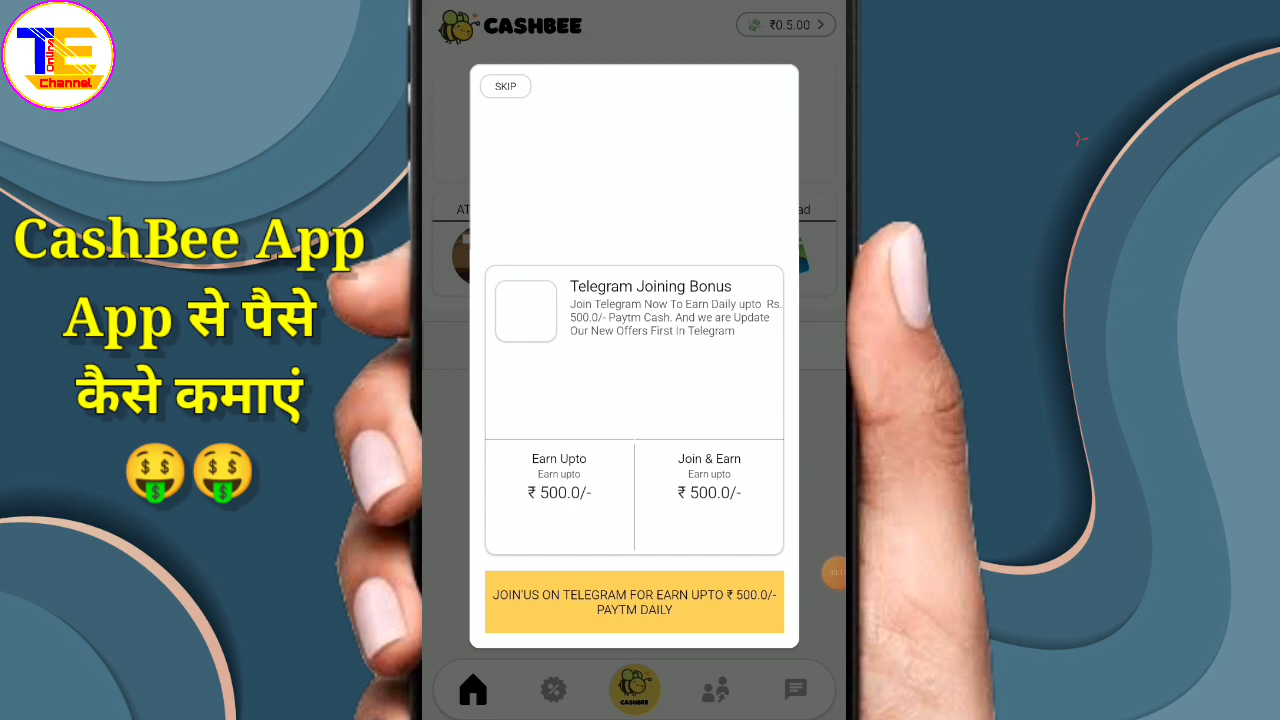 TE
Online
Channel
CashBee App
App से पैसे
कैसे कमाएं
CASHBEE
₹0.5.00
SKIP
AT
ad
Telegram Joining Bonus
Join Telegram Now To Earn Daily upto Rs.
500.0/- Paytm Cash. And we are Update
Our New Offers First In Telegram
Earn Upto
Earn upto
₹ 500.0/-
Join & Earn
Earn upto
₹ 500.0/-
JOIN'US ON TELEGRAM FOR EARN UPTO ₹ 500.0/-
PAYTM DAILY
CASHBEE